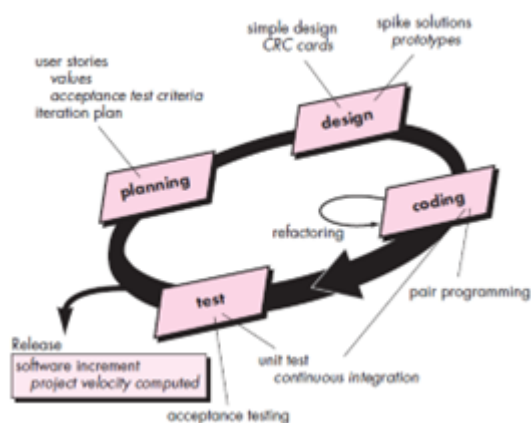 simple design
CRC cards
spike solutions
prototypes
user stories
values
acceptance test criteria
iteration plan
design
planning
coding
refactoring
test
pair programming
Release
software increment
project velocity computed
unit test
continuous integration
acceptance testing